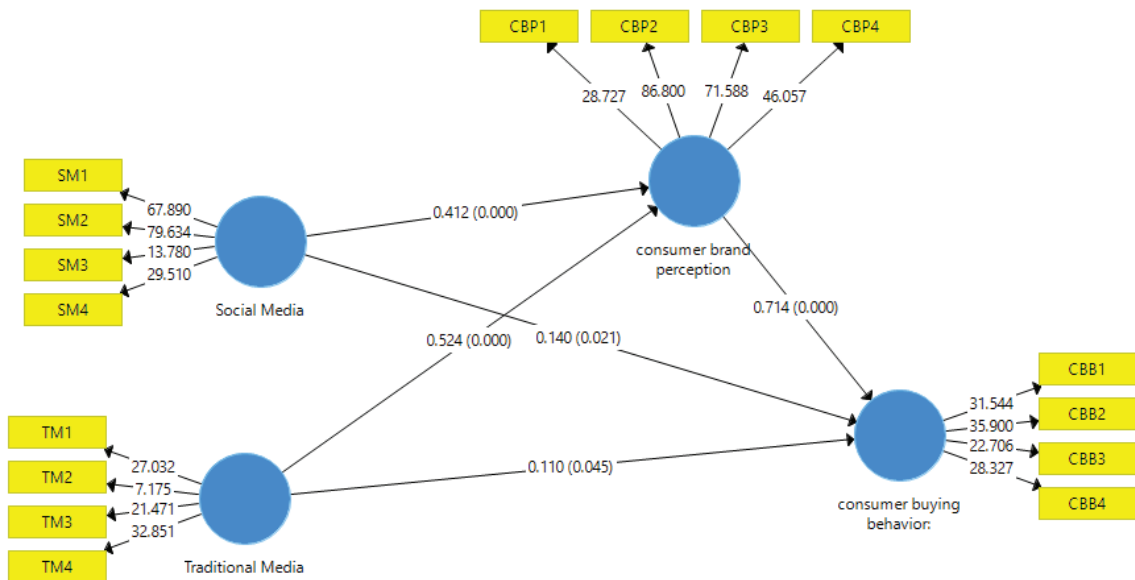 CBP1
CBP2
CBP3
CBP4
28.727
86.800
71.588
46.057
SM1
SM2
SM3
SM4
67.890
79.634
13.780
29.510
Social Media
0.412 (0.000)
consumer brand
perception
0.714 (0.000)
0.524 (0.000)
0.140 (0.021)
TM1
TM2
TM3
TM4
27.032
7.175
21.471
32.851
Traditional Media
0.110 (0.045)
CBB1
CBB2
CBB3
CBB4
31.544
35.900
22.706
28.327
consumer buying
behavior: